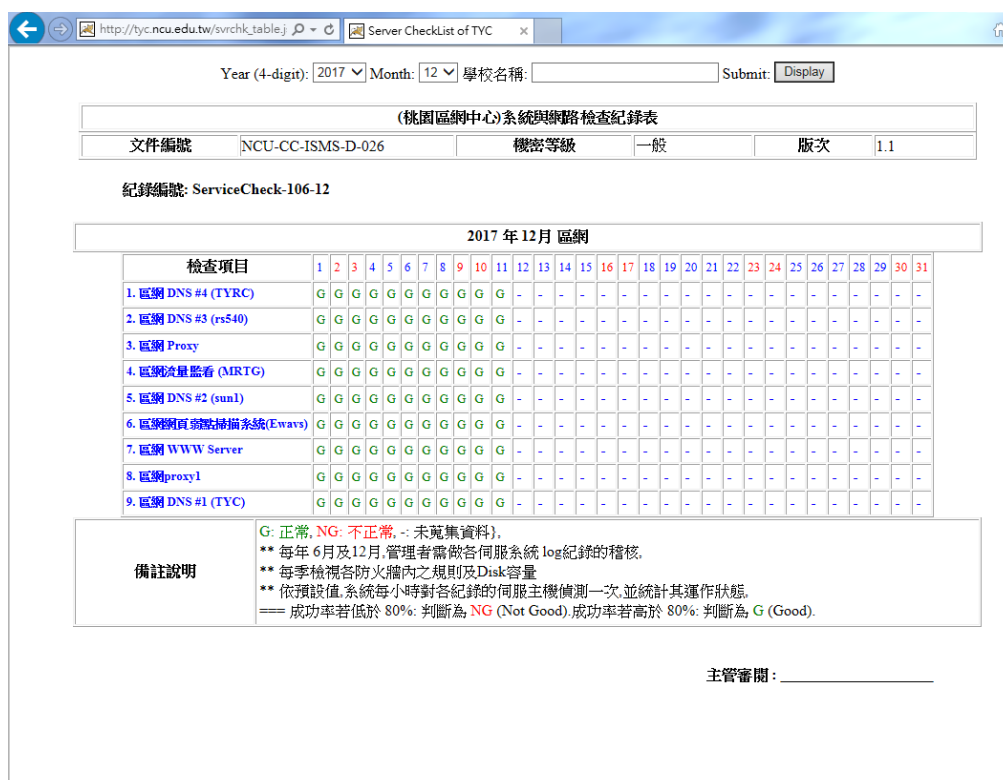 http://tyc.ncu.edu.tw/svrchk_table.j
Server CheckList of TYC
Year (4-digit): 2017 Month: 12 學校名稱: Submit: Display
(桃園區網中心)系統與網路檢查紀錄表
文件編號 NCU-CC-ISMS-D-026 機密等級 一般 版次 1.1
紀錄編號: ServiceCheck-106-12
2017 年 12月 區網
檢查項目 1 2 3 4 5 6 7 8 9 10 11 12 13 14 15 16 17 18 19 20 21 22 23 24 25 26 27 28 29 30 31
1. 區網 DNS #4 (TYRC) G G G G G G G G G G G - - - - - - - - - - - - - - - - - - - -
2. 區網 DNS #3 (rs540) G G G G G G G G G G G - - - - - - - - - - - - - - - - - - - -
3. 區網 Proxy G G G G G G G G G G G - - - - - - - - - - - - - - - - - - - -
4. 區網流量監看 (MRTG) G G G G G G G G G G G - - - - - - - - - - - - - - - - - - - -
5. 區網 DNS #2 (sun1) G G G G G G G G G G G - - - - - - - - - - - - - - - - - - - -
6. 區網網頁弱點掃描系統(Ewavs) G G G G G G G G G G G - - - - - - - - - - - - - - - - - - - -
7. 區網 WWW Server G G G G G G G G G G G - - - - - - - - - - - - - - - - - - - -
8. 區網proxy1 G G G G G G G G G G G - - - - - - - - - - - - - - - - - - - -
9. 區網 DNS #1 (TYC) G G G G G G G G G G G - - - - - - - - - - - - - - - - - - - -
備註說明
G: 正常, NG: 不正常, -: 未蒐集資料},
** 每年 6月及12月,管理者需做各伺服系統 log紀錄的稽核,
** 每季檢視各防火牆內之規則及Disk容量
** 依預設值,系統每小時對各紀錄的伺服主機偵測一次,並統計其運作狀態,
=== 成功率若低於 80%: 判斷為 NG (Not Good).成功率若高於 80%: 判斷為 G (Good).
主管審閱 :